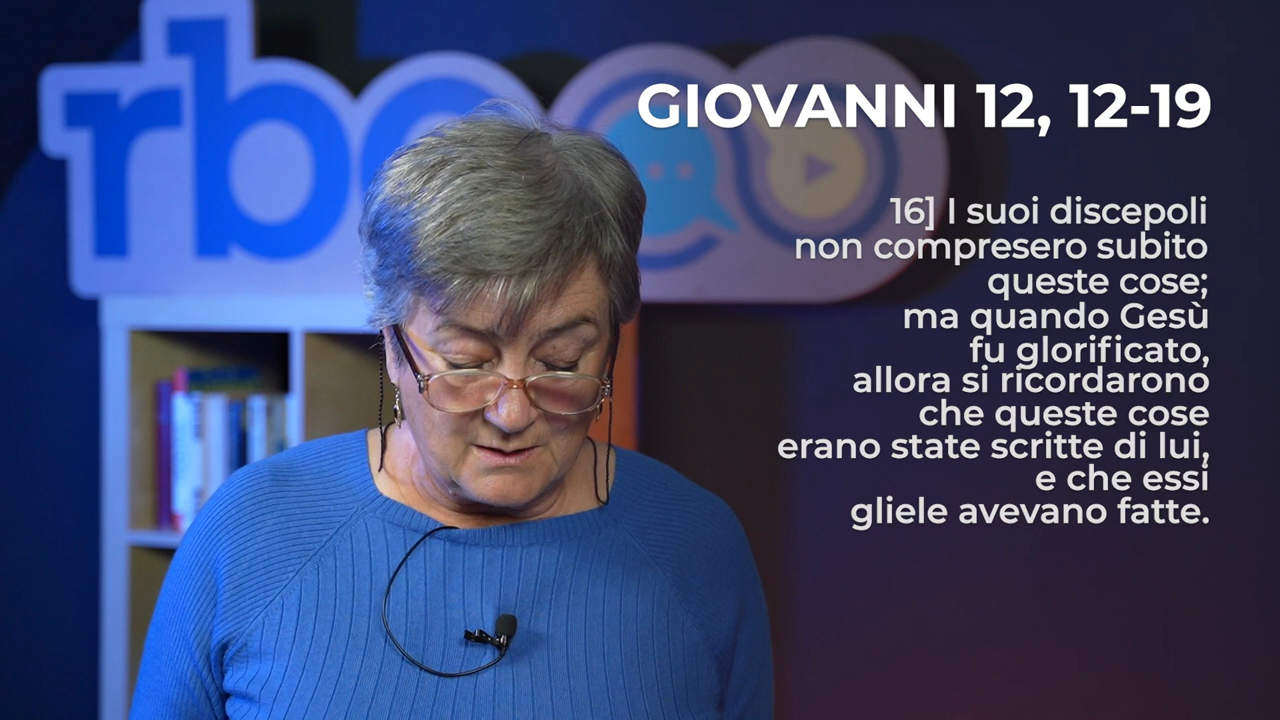 rbe
GIOVANNI 12, 12-19
16] I suoi discepoli
non compresero subito
queste cose;
ma quando Gesù
fu glorificato,
allora si ricordarono
che queste cose
erano state scritte di lui,
e che essi
gliele avevano fatte.